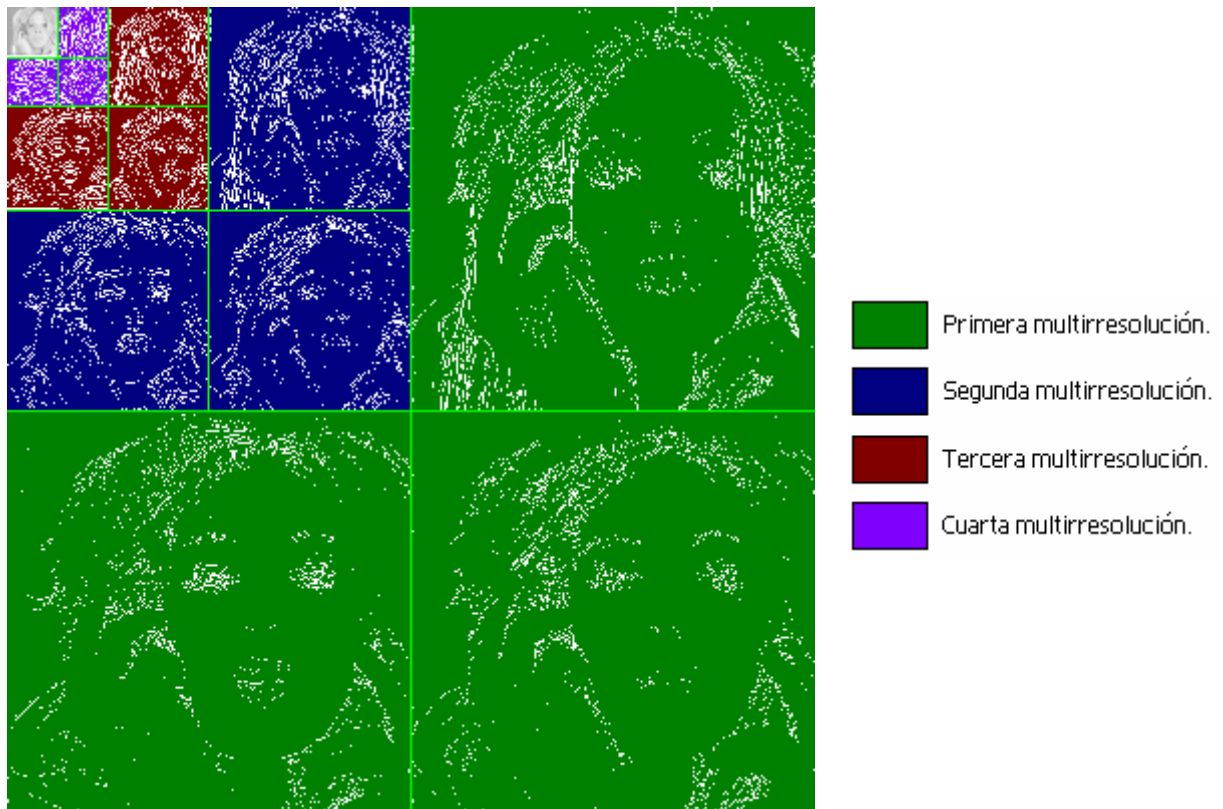 Primera multirresolución.
Segunda multirresolución.
Tercera multirresolución.
Cuarta multirresolución.